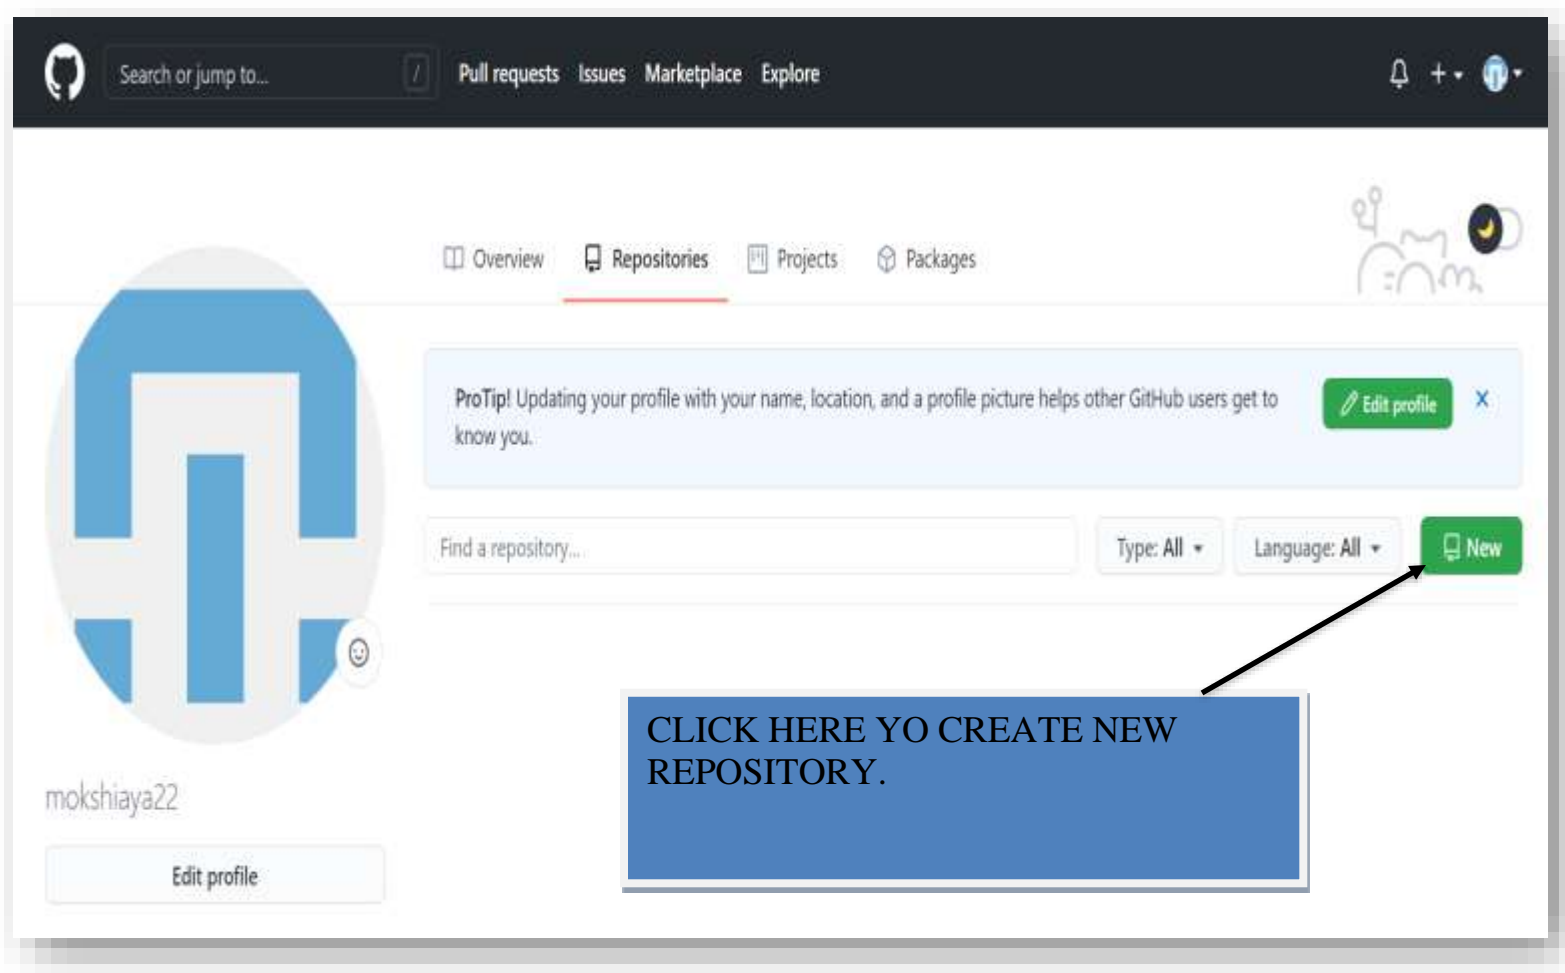 Search or jump to... / Pull requests Issues Marketplace Explore
Overview Repositories Projects Packages
ProTip! Updating your profile with your name, location, and a profile picture helps other GitHub users get to
know you.
Edit profile X
Find a repository... Type: All Language: All New
CLICK HERE YO CREATE NEW
REPOSITORY.
mokshiaya22
Edit profile